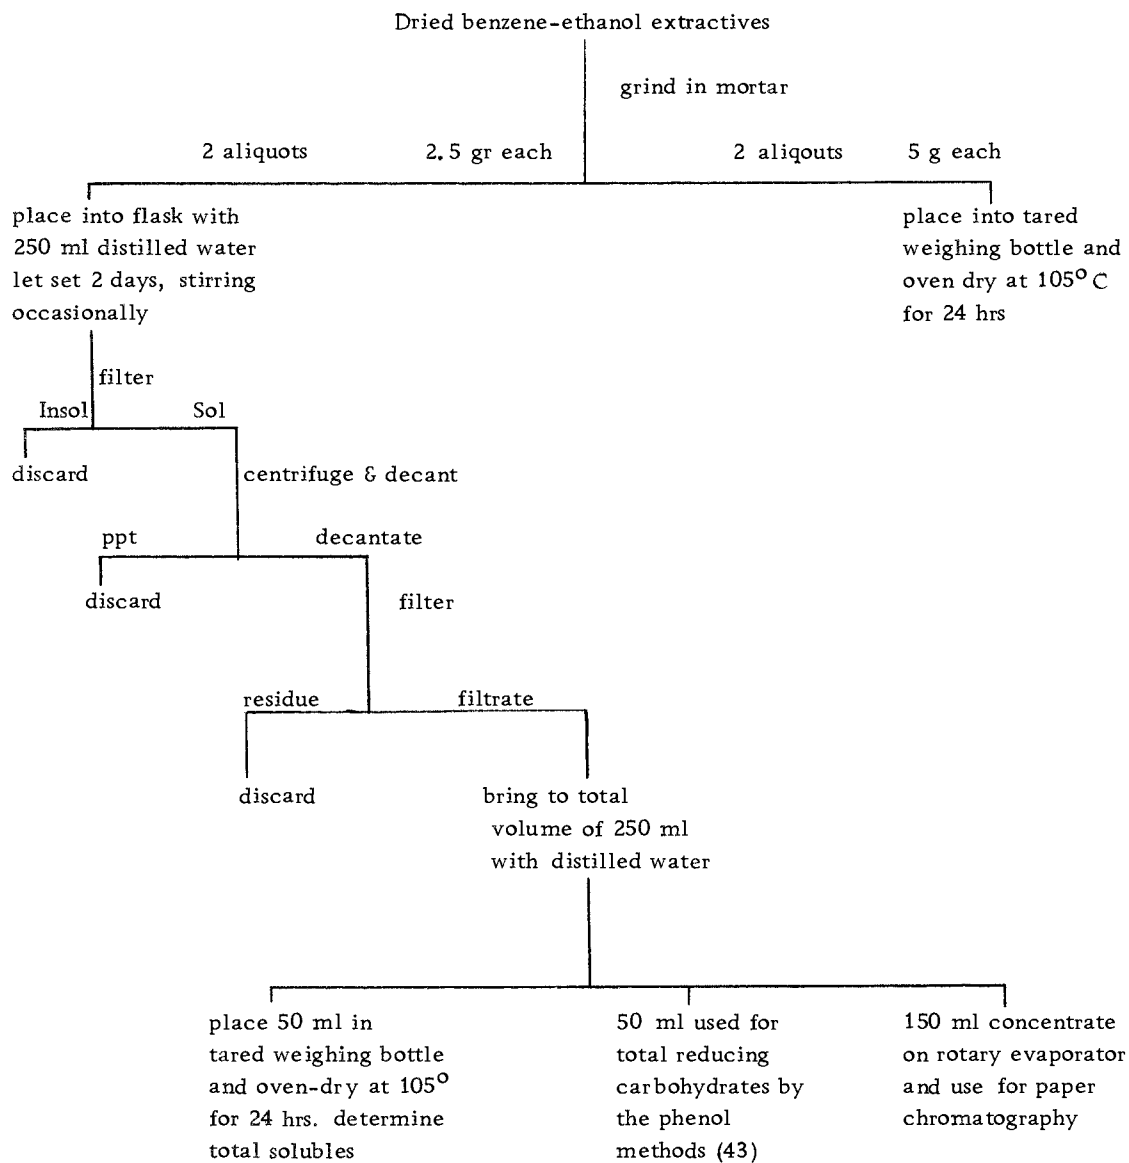 Dried benzene-ethanol extractives
grind in mortar
2 aliquots 2.5 gr each 2 aliqouts 5 g each
place into flask with
250 ml distilled water
let set 2 days, stirring
occasionally
place into tared
weighing bottle and
oven dry at 105° C
for 24 hrs
filter
Insol Sol
discard
centrifuge & decant
ppt decantate
discard
filter
residue filtrate
discard
bring to total
volume of 250 ml
with distilled water
place 50 ml in
tared weighing bottle
and oven-dry at 105°
for 24 hrs. determine
total solubles
50 ml used for
total reducing
carbohydrates by
the phenol
methods (43)
150 ml concentrate
on rotary evaporator
and use for paper
chromatography